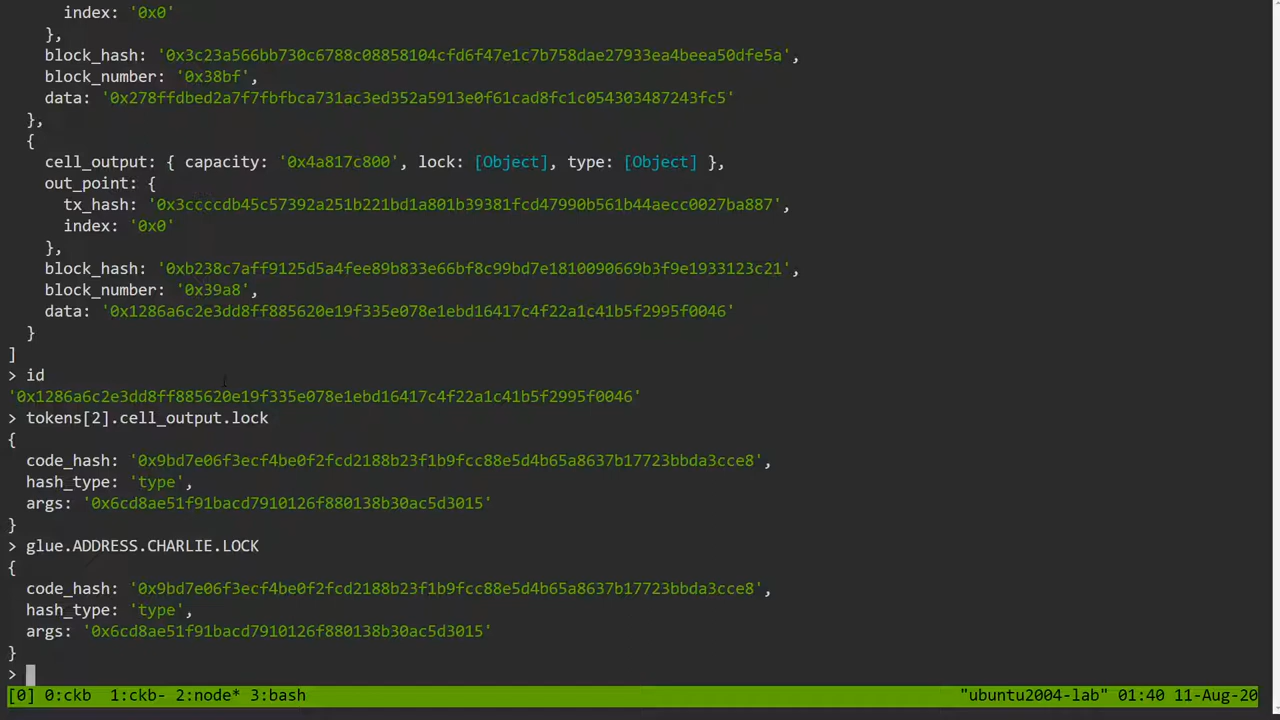 index: '0x0'
},
block_hash: '0x3c23a566bb730c6788c08858104cfd6f47e1c7b758dae27933ea4beea50dfe5a',
block_number: '0x38bf',
data: '0x278ffdbed2a7f7fbfbca731ac3ed352a5913e0f61cad8fc1c054303487243fc5'
},
{
cell_output: { capacity: '0x4a817c800', lock: [Object], type: [Object] },
out_point: {
tx_hash: '0x3ccccdb45c57392a251b221bd1a801b39381fcd47990b561b44aecc0027ba887',
index: '0x0'
},
block_hash: '0xb238c7aff9125d5a4fee89b833e66bf8c99bd7e1810090669b3f9e1933123c21',
block_number: '0x39a8',
data: '0x1286a6c2e3dd8ff885620e19f335e078e1ebd16417c4f22a1c41b5f2995f0046'
}
]
> id
'0x1286a6c2e3dd8ff885620e19f335e078e1ebd16417c4f22a1c41b5f2995f0046'
> tokens[2].cell_output.lock
{
code_hash: '0x9bd7e06f3ecf4be0f2fcd2188b23f1b9fcc88e5d4b65a8637b17723bbda3cce8',
hash_type: 'type',
args: '0x6cd8ae51f91bacd7910126f880138b30ac5d3015'
}
> glue.ADDRESS.CHARLIE.LOCK
{
code_hash: '0x9bd7e06f3ecf4be0f2fcd2188b23f1b9fcc88e5d4b65a8637b17723bbda3cce8',
hash_type: 'type',
args: '0x6cd8ae51f91bacd7910126f880138b30ac5d3015'
}
>
[0] 0:ckb  1:ckb- 2:node* 3:bash "ubuntu2004-lab" 01:40 11-Aug-20